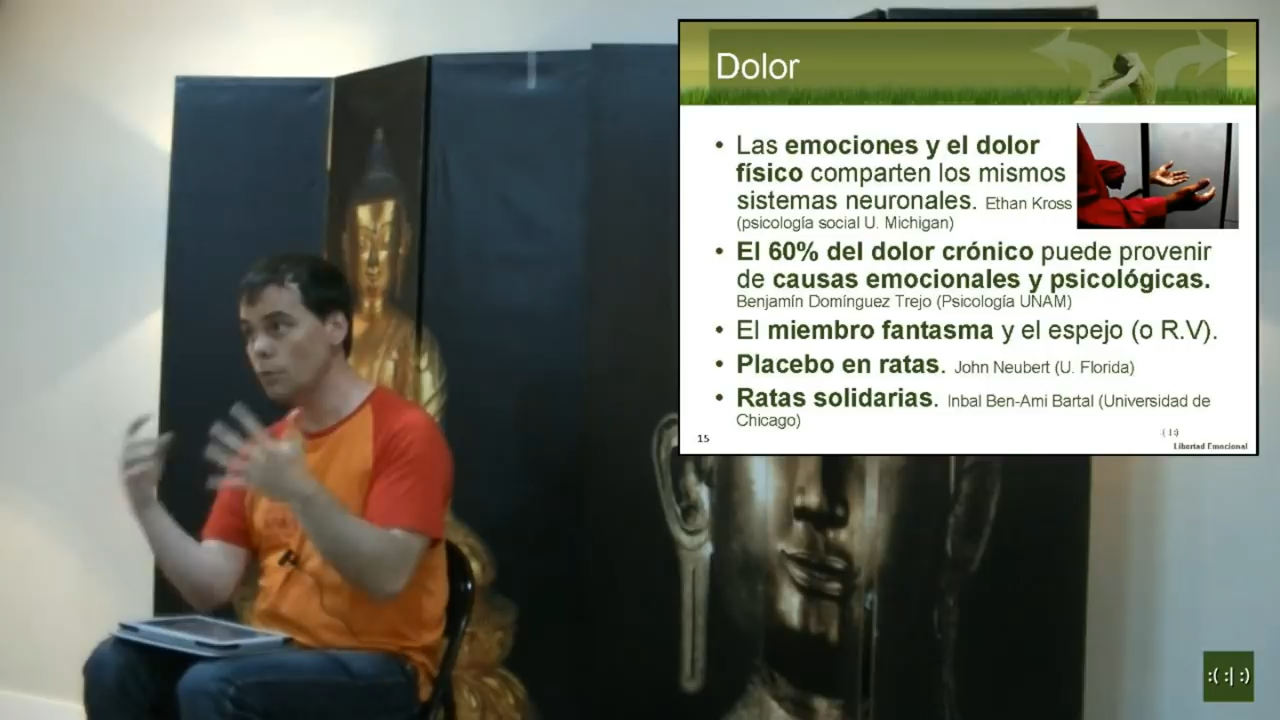 Dolor
• Las emociones y el dolor
físico comparten los mismos
sistemas neuronales. Ethan Kross
(psicología social U. Michigan)
• El 60% del dolor crónico puede provenir
de causas emocionales y psicológicas.
Benjamín Domínguez Trejo (Psicología UNAM)
• El miembro fantasma y el espejo (o R.V).
• Placebo en ratas. John Neubert (U. Florida)
• Ratas solidarias. Inbal Ben-Ami Bartal (Universidad de
Chicago)
15
Libertad Emocional
:( :| :)